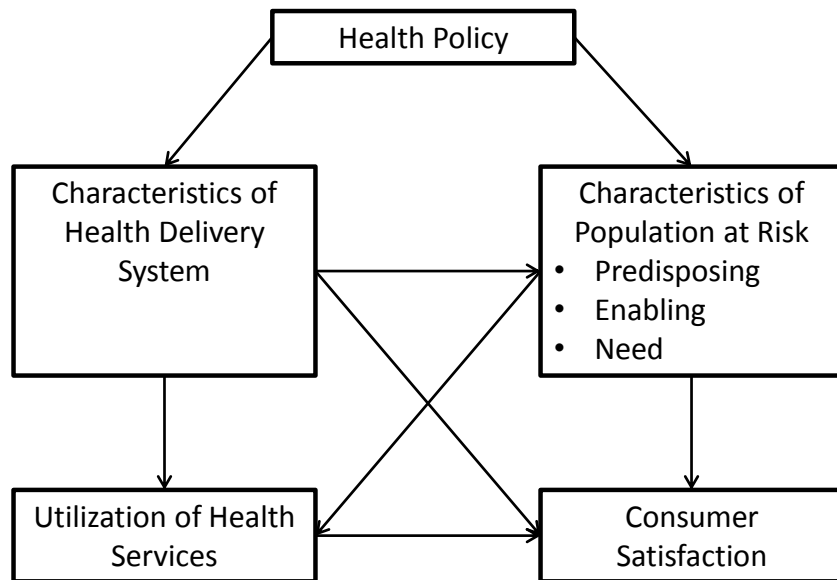 Health Policy
Characteristics of
Health Delivery
System
Characteristics of
Population at Risk
• Predisposing
• Enabling
• Need
Utilization of Health
Services
Consumer
Satisfaction